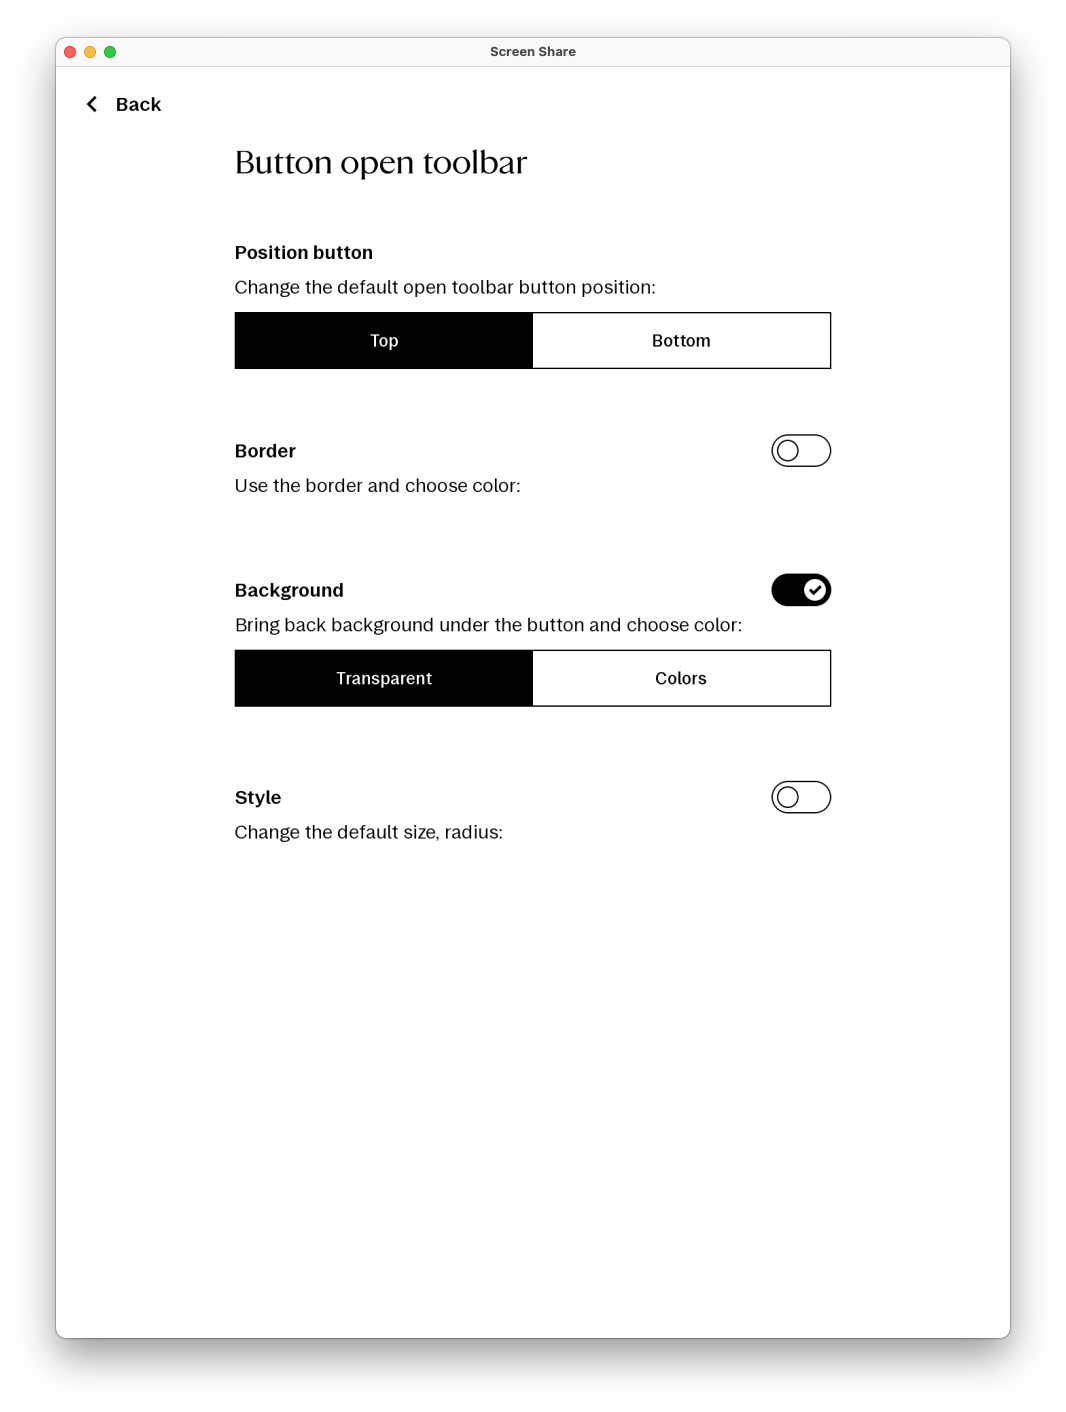 Screen Share
Back
Button open toolbar
Position button
Change the default open toolbar button position:
Top
Bottom
Border
Use the border and choose color:
Background
Bring back background under the button and choose color:
Transparent
Colors
Style
Change the default size, radius: